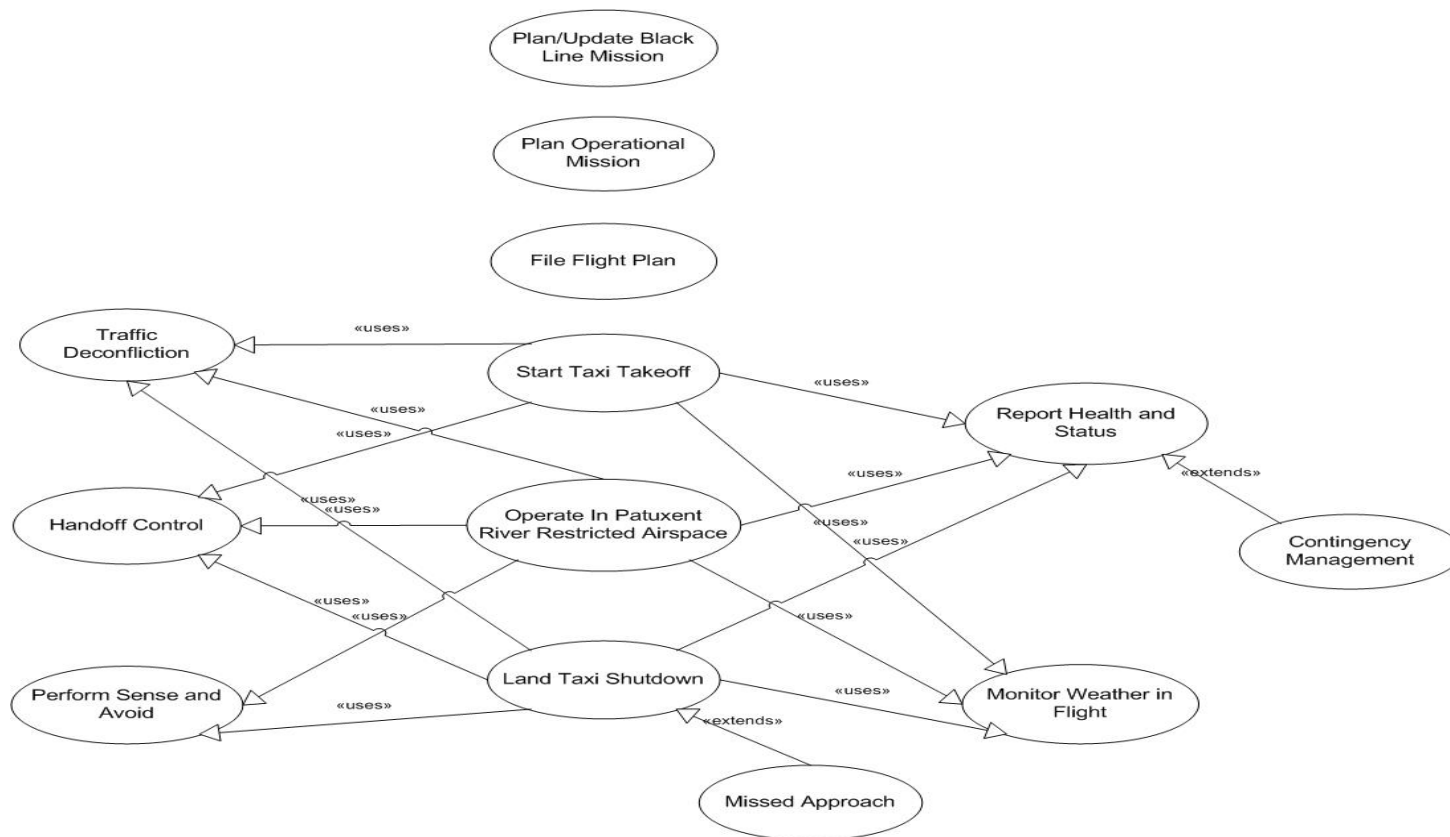 Plan/Update Black
Line Mission
Plan Operational
Mission
File Flight Plan
Traffic
Deconfliction
«uses»
Start Taxi Takeoff
«uses»
Report Health and
Status
«uses»
«uses»
«uses»
«extends»
«uses»
«uses»
Handoff Control
Operate In Patuxent
River Restricted Airspace
«uses»
«uses»
Contingency
Management
«uses»
«uses»
«uses»
Perform Sense and
Avoid
«uses»
Land Taxi Shutdown
«uses»
Monitor Weather in
Flight
«extends»
Missed Approach